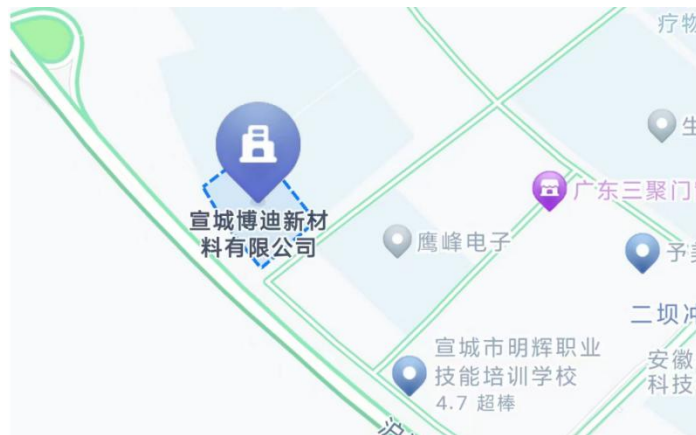 疗物
生
广东三聚门
宣城博迪新材
料有限公司
鹰峰电子
予美
二坝冲
宣城市明辉职业
技能培训学校
4.7 超棒
安徽
科技
沪